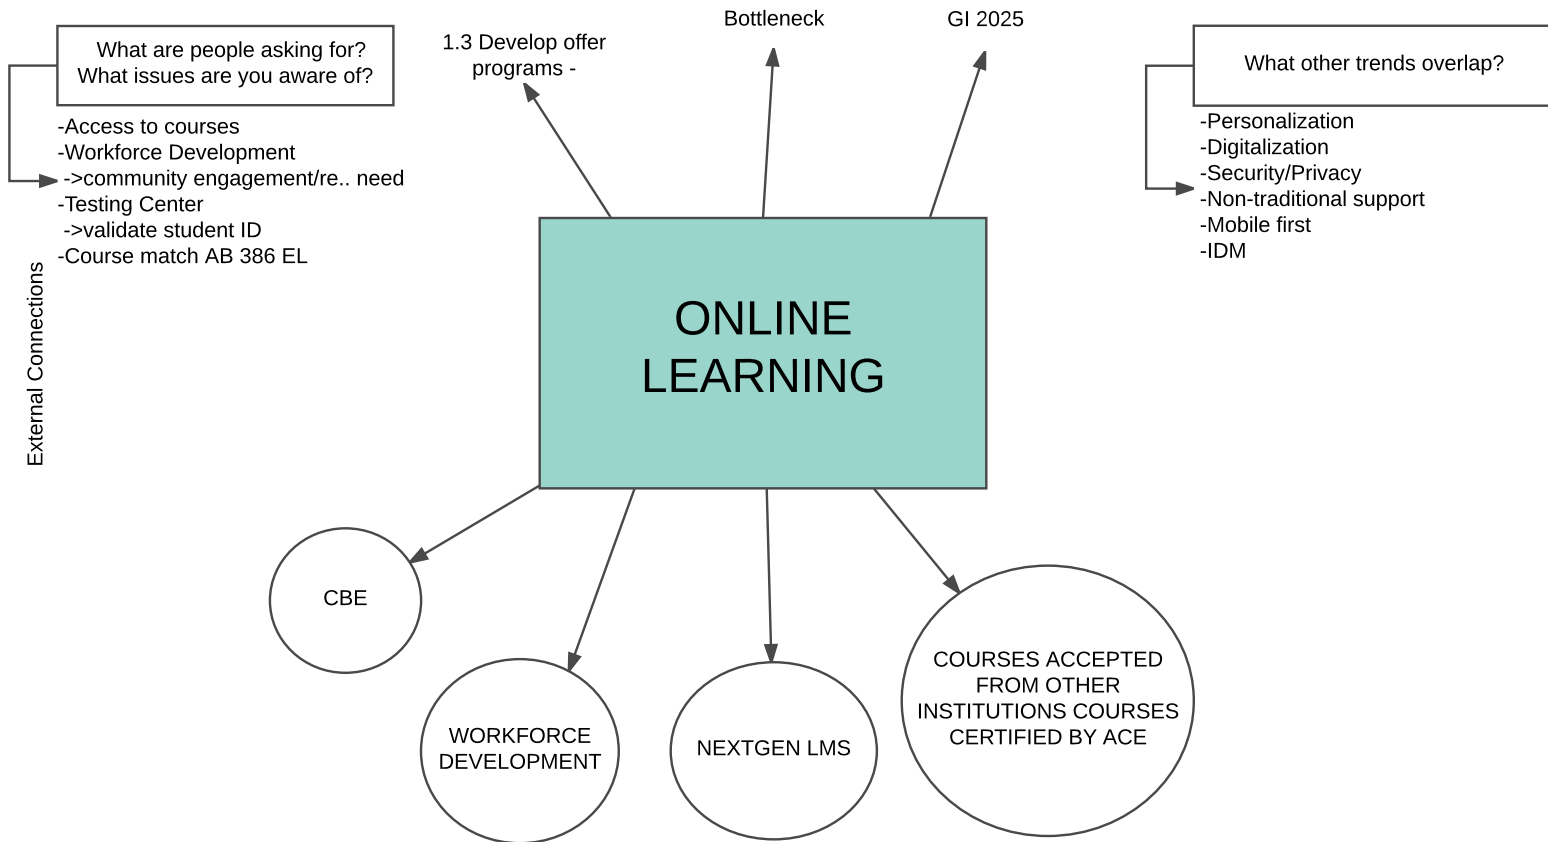 What are people asking for?
What issues are you aware of?
-Access to courses
-Workforce Development
->community engagement/re.. need
-Testing Center
->validate student ID
-Course match AB 386 EL
External Connections
1.3 Develop offer
programs -
Bottleneck
GI 2025
What other trends overlap?
-Personalization
-Digitalization
-Security/Privacy
-Non-traditional support
-Mobile first
-IDM
ONLINE
LEARNING
CBE
WORKFORCE
DEVELOPMENT
NEXTGEN LMS
COURSES ACCEPTED
FROM OTHER
INSTITUTIONS COURSES
CERTIFIED BY ACE